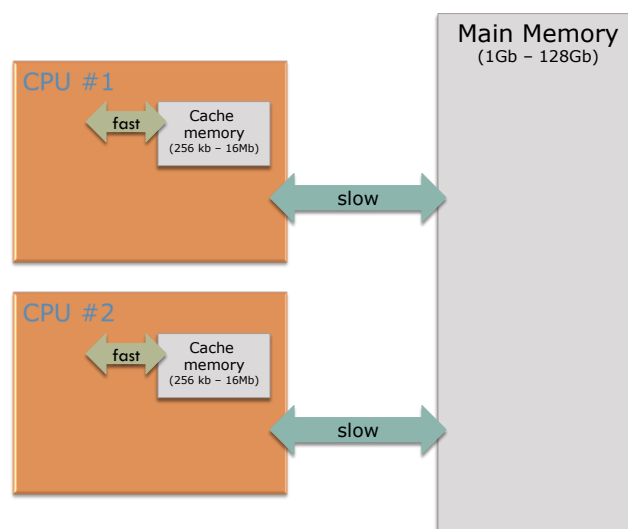 Main Memory
(1Gb – 128Gb)
CPU #1
fast
Cache
memory
(256 kb – 16Mb)
slow
CPU #2
fast
Cache
memory
(256 kb – 16Mb)
slow